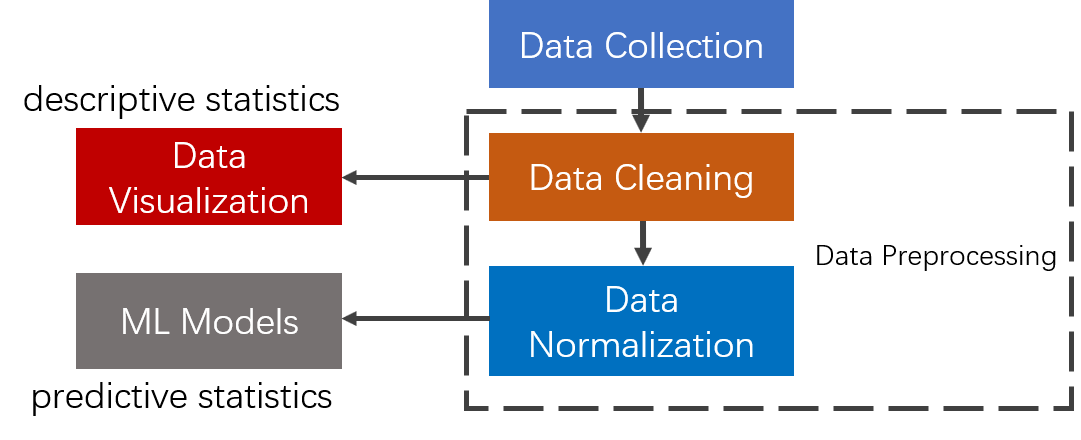 Data Collection
descriptive statistics
Data
Visualization
Data Cleaning
Data Preprocessing
ML Models
Data
Normalization
predictive statistics